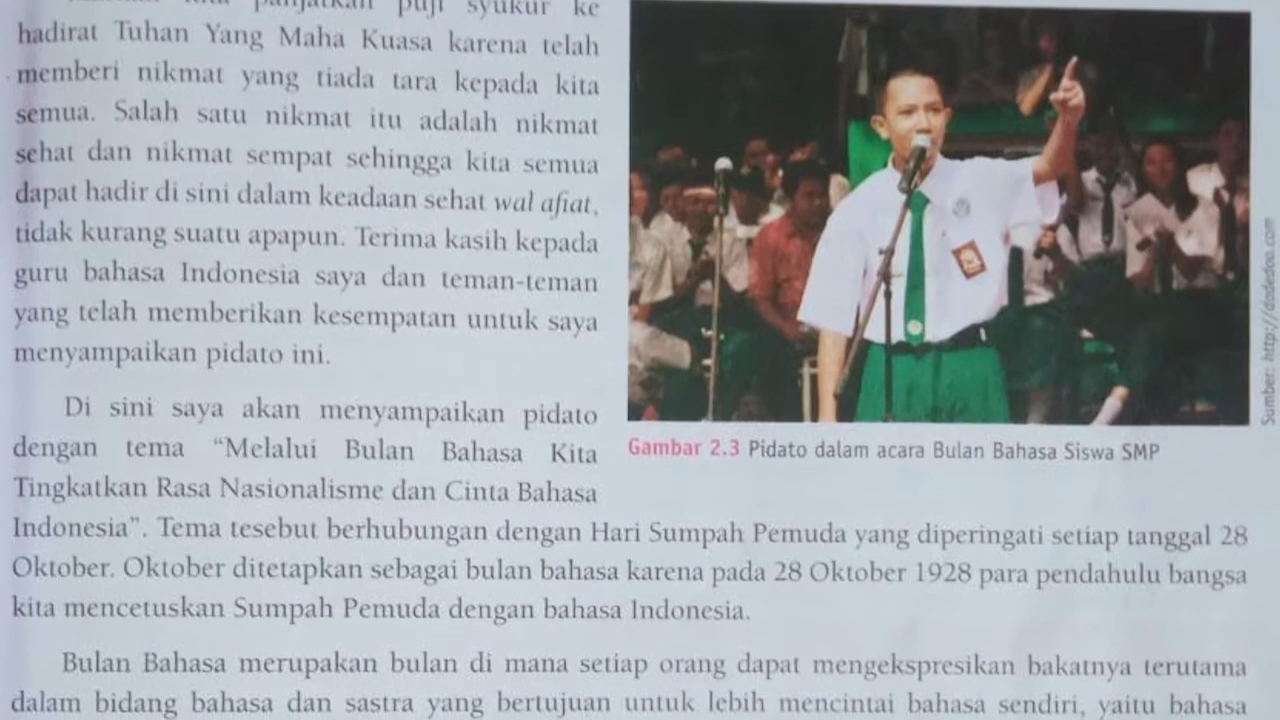 panjatkan puji syukur ke
hadirat Tuhan Yang Maha Kuasa karena telah
memberi nikmat yang tiada tara kepada kita
semua. Salah satu nikmat itu adalah nikmat
sehat dan nikmat sempat sehingga kita semua
dapat hadir di sini dalam keadaan sehat wal afiat,
tidak kurang suatu apapun. Terima kasih kepada
guru bahasa Indonesia saya dan teman-teman
yang telah memberikan kesempatan untuk saya
menyampaikan pidato ini.
Di sini saya akan menyampaikan pidato
dengan tema “Melalui Bulan Bahasa Kita
Tingkatkan Rasa Nasionalisme dan Cinta Bahasa
Indonesia”. Tema tesebut berhubungan dengan Hari Sumpah Pemuda yang diperingati setiap tanggal 28
Oktober. Oktober ditetapkan sebagai bulan bahasa karena pada 28 Oktober 1928 para pendahulu bangsa
kita mencetuskan Sumpah Pemuda dengan bahasa Indonesia.
Bulan Bahasa merupakan bulan di mana setiap orang dapat mengekspresikan bakatnya terutama
dalam bidang bahasa dan sastra yang bertujuan untuk lebih mencintai bahasa sendiri, yaitu bahasa
Gambar 2.3 Pidato dalam acara Bulan Bahasa Siswa SMP
Sumber: http://dodedoo.com